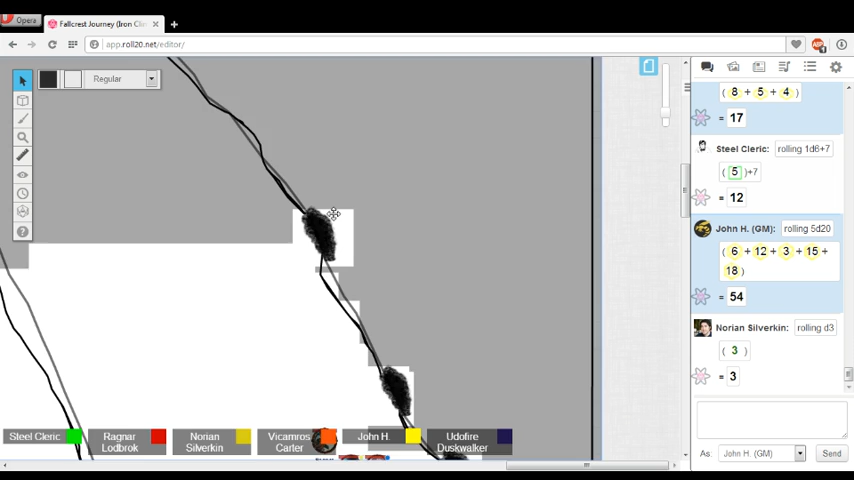 Opera
Fallcrest Journey (Iron Cli
app.roll20.net/editor/
ABP
Regular
( 8 + 5 + 4 )
= 17
Steel Cleric: rolling 1d6+7
( 5 )+7
= 12
John H. (GM): rolling 5d20
( 6 + 12 + 3 + 15 +
18 )
= 54
Norian Silverkin: rolling d3
( 3 )
= 3
Steel Cleric
Ragnar
Lodbrok
Norian
Silverkin
Vicamros
Carter
John H.
Udofire
Duskwalker
As: John H. (GM) Send